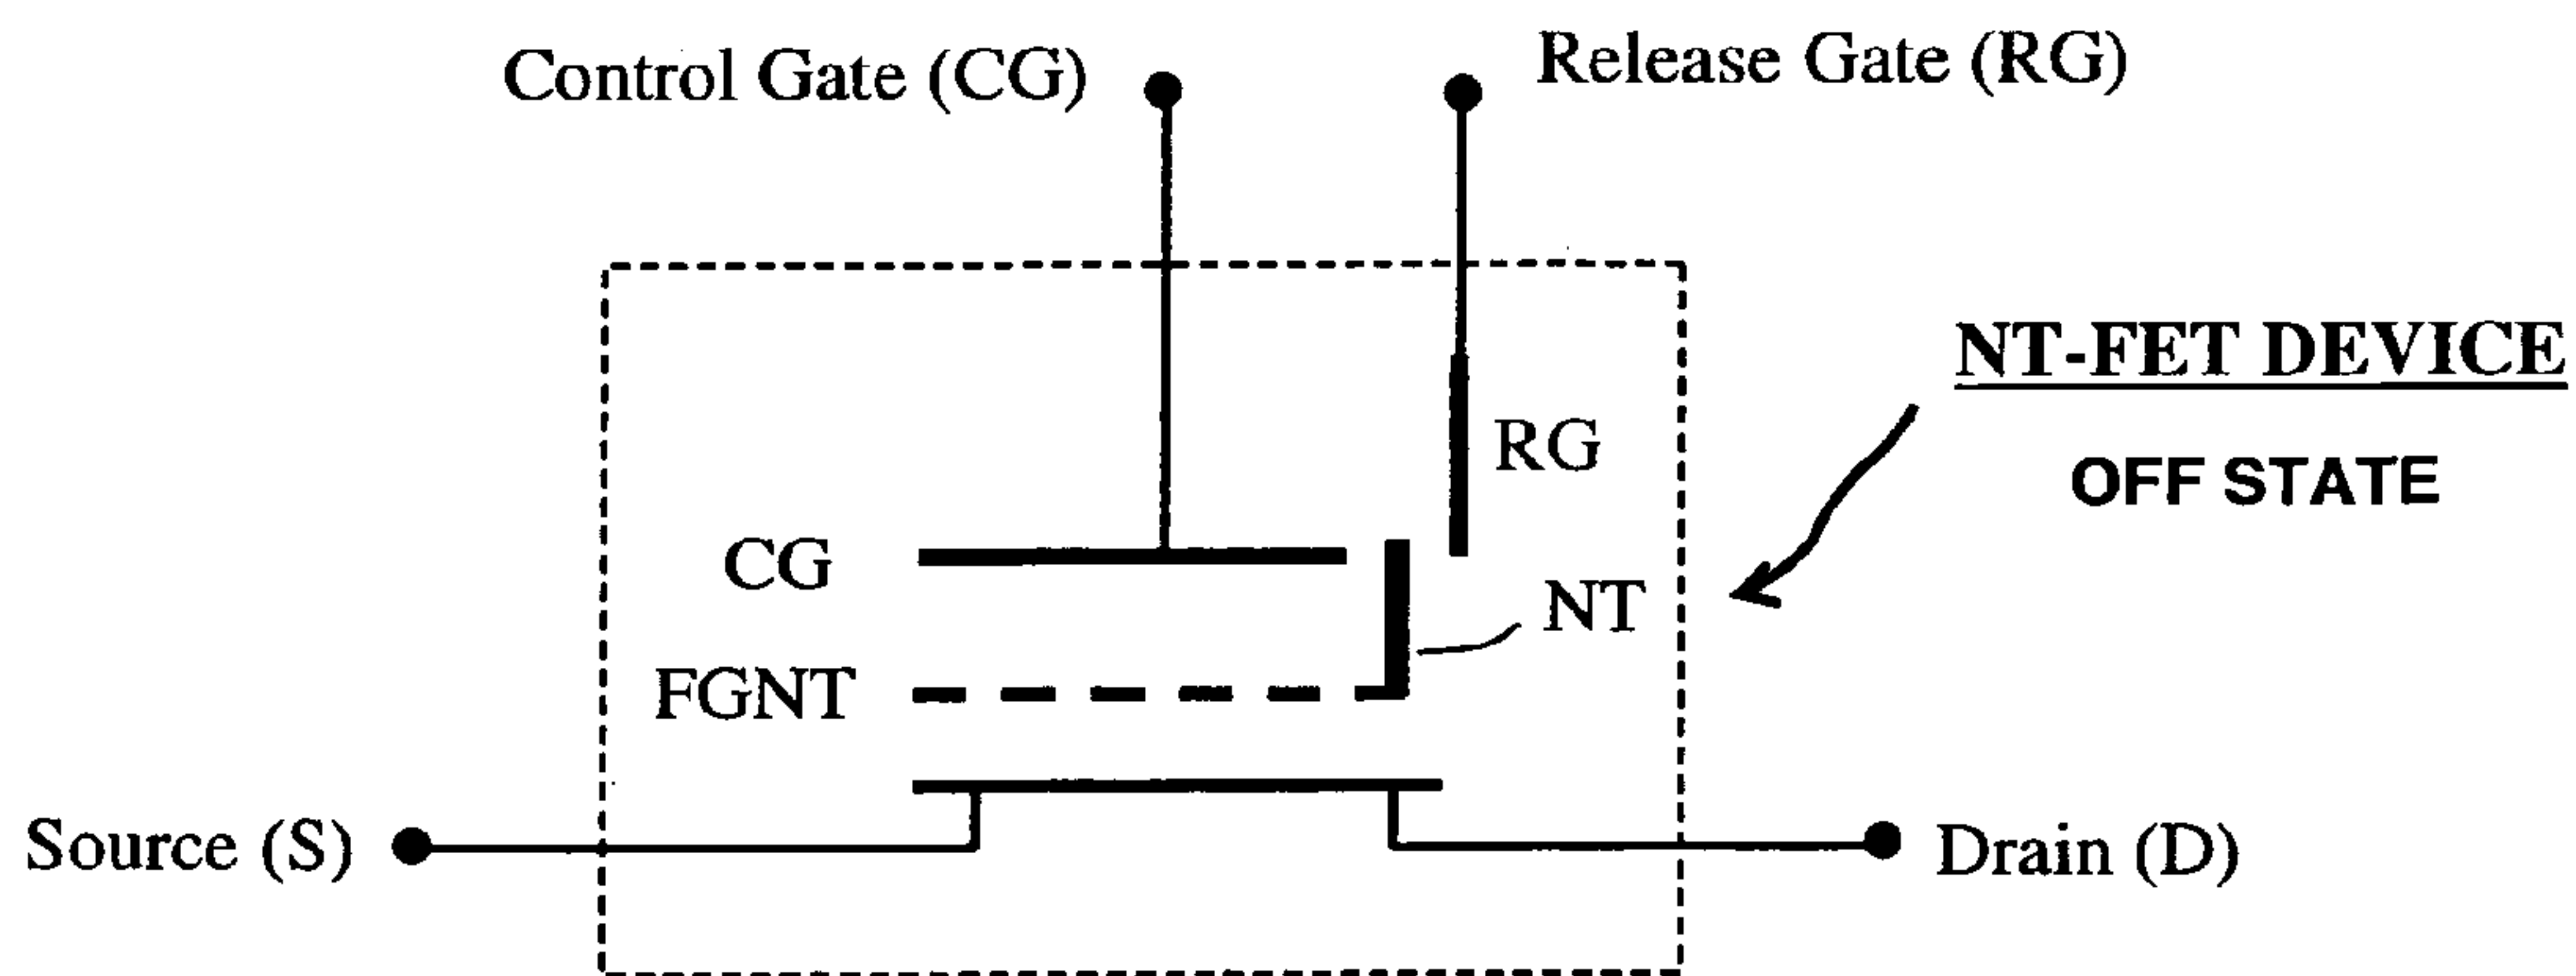 Control Gate (CG)
Release Gate (RG)
NT-FET DEVICE
OFF STATE
RG
CG
NT
FGNT
Source (S)
Drain (D)